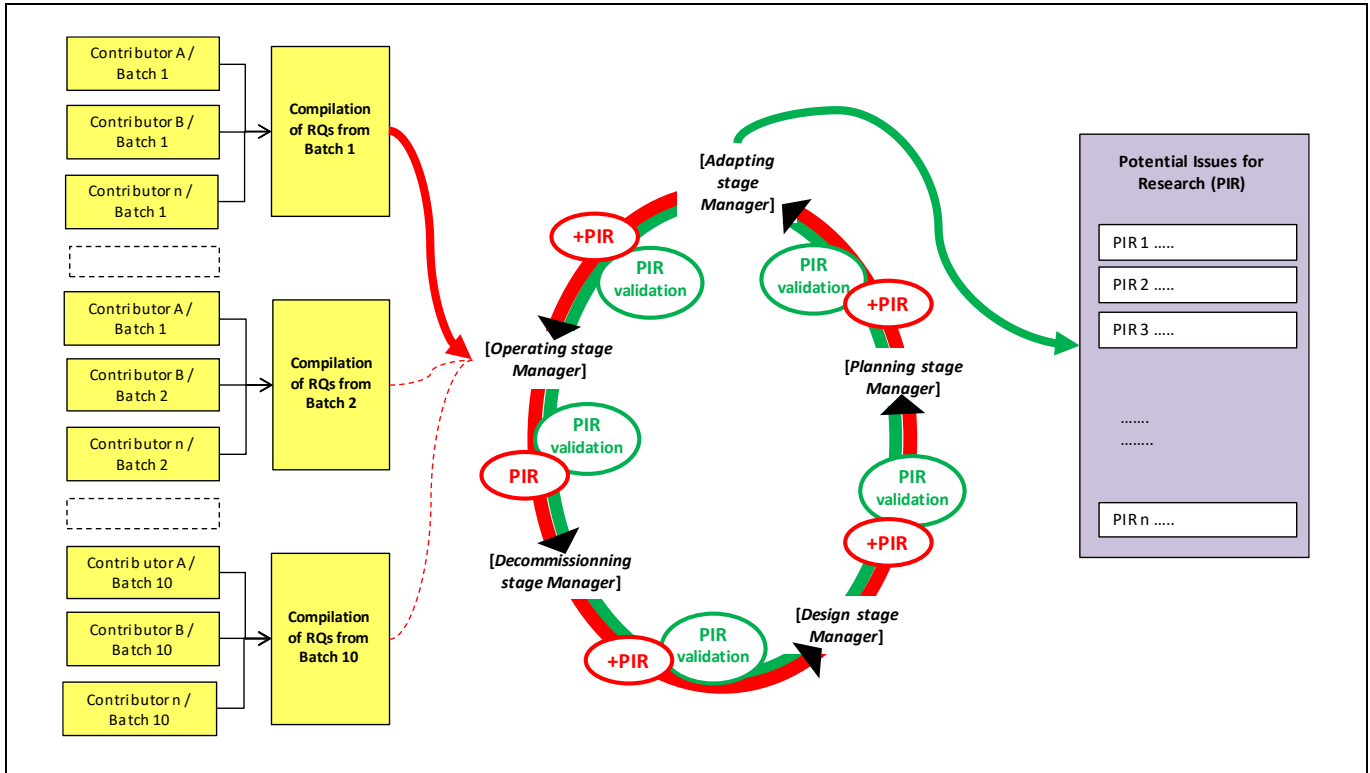 Contributor A /
Batch 1
Contributor B /
Batch 1
Contributor n /
Batch 1
Compilation
of RQs from
Batch 1
Contributor A /
Batch 1
Contributor B /
Batch 2
Contributor n /
Batch 2
Compilation
of RQs from
Batch 2
Contributor A /
Batch 10
Contributor B /
Batch 10
Contributor n /
Batch 10
Compilation
of RQs from
Batch 10
[Adapting
stage
Manager]
+PIR
PIR
validation
[Operating stage
Manager]
PIR
validation
PIR
[Decommissionning
stage Manager]
+PIR
PIR
validation
[Design stage
Manager]
+PIR
PIR
validation
[Planning stage
Manager]
+PIR
PIR
validation
Potential Issues for
Research (PIR)
PIR 1 .....
PIR 2 .....
PIR 3 .....
.......
........
PIR n .....